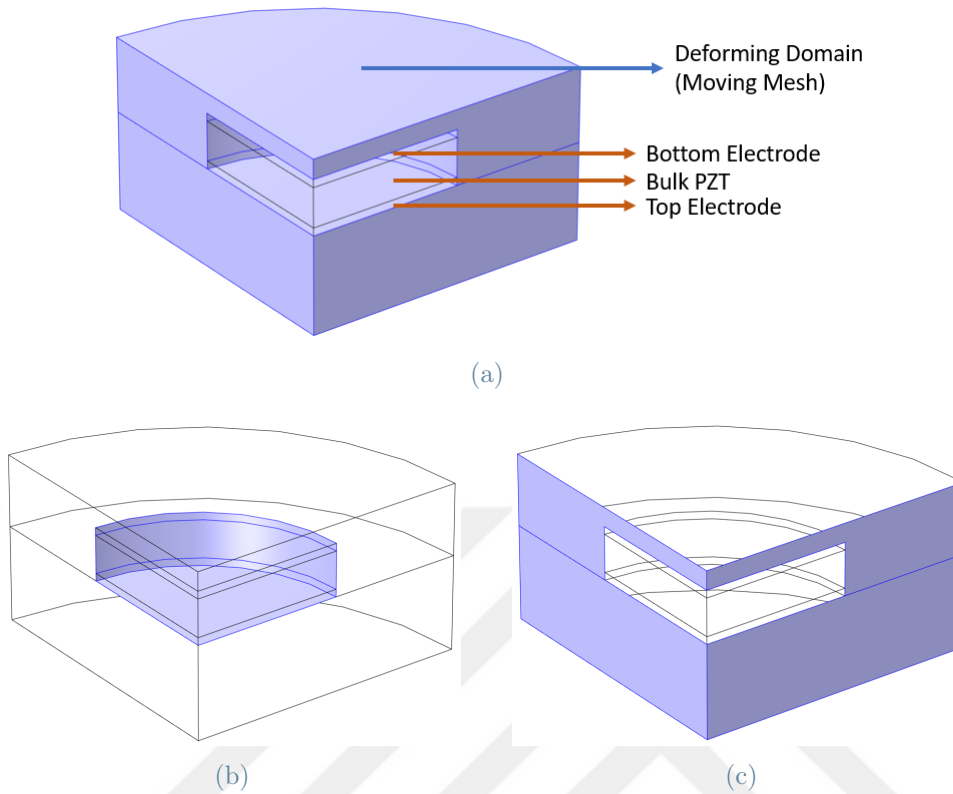 Deforming Domain
(Moving Mesh)
Bottom Electrode
Bulk PZT
Top Electrode
(a)
(b)
(c)